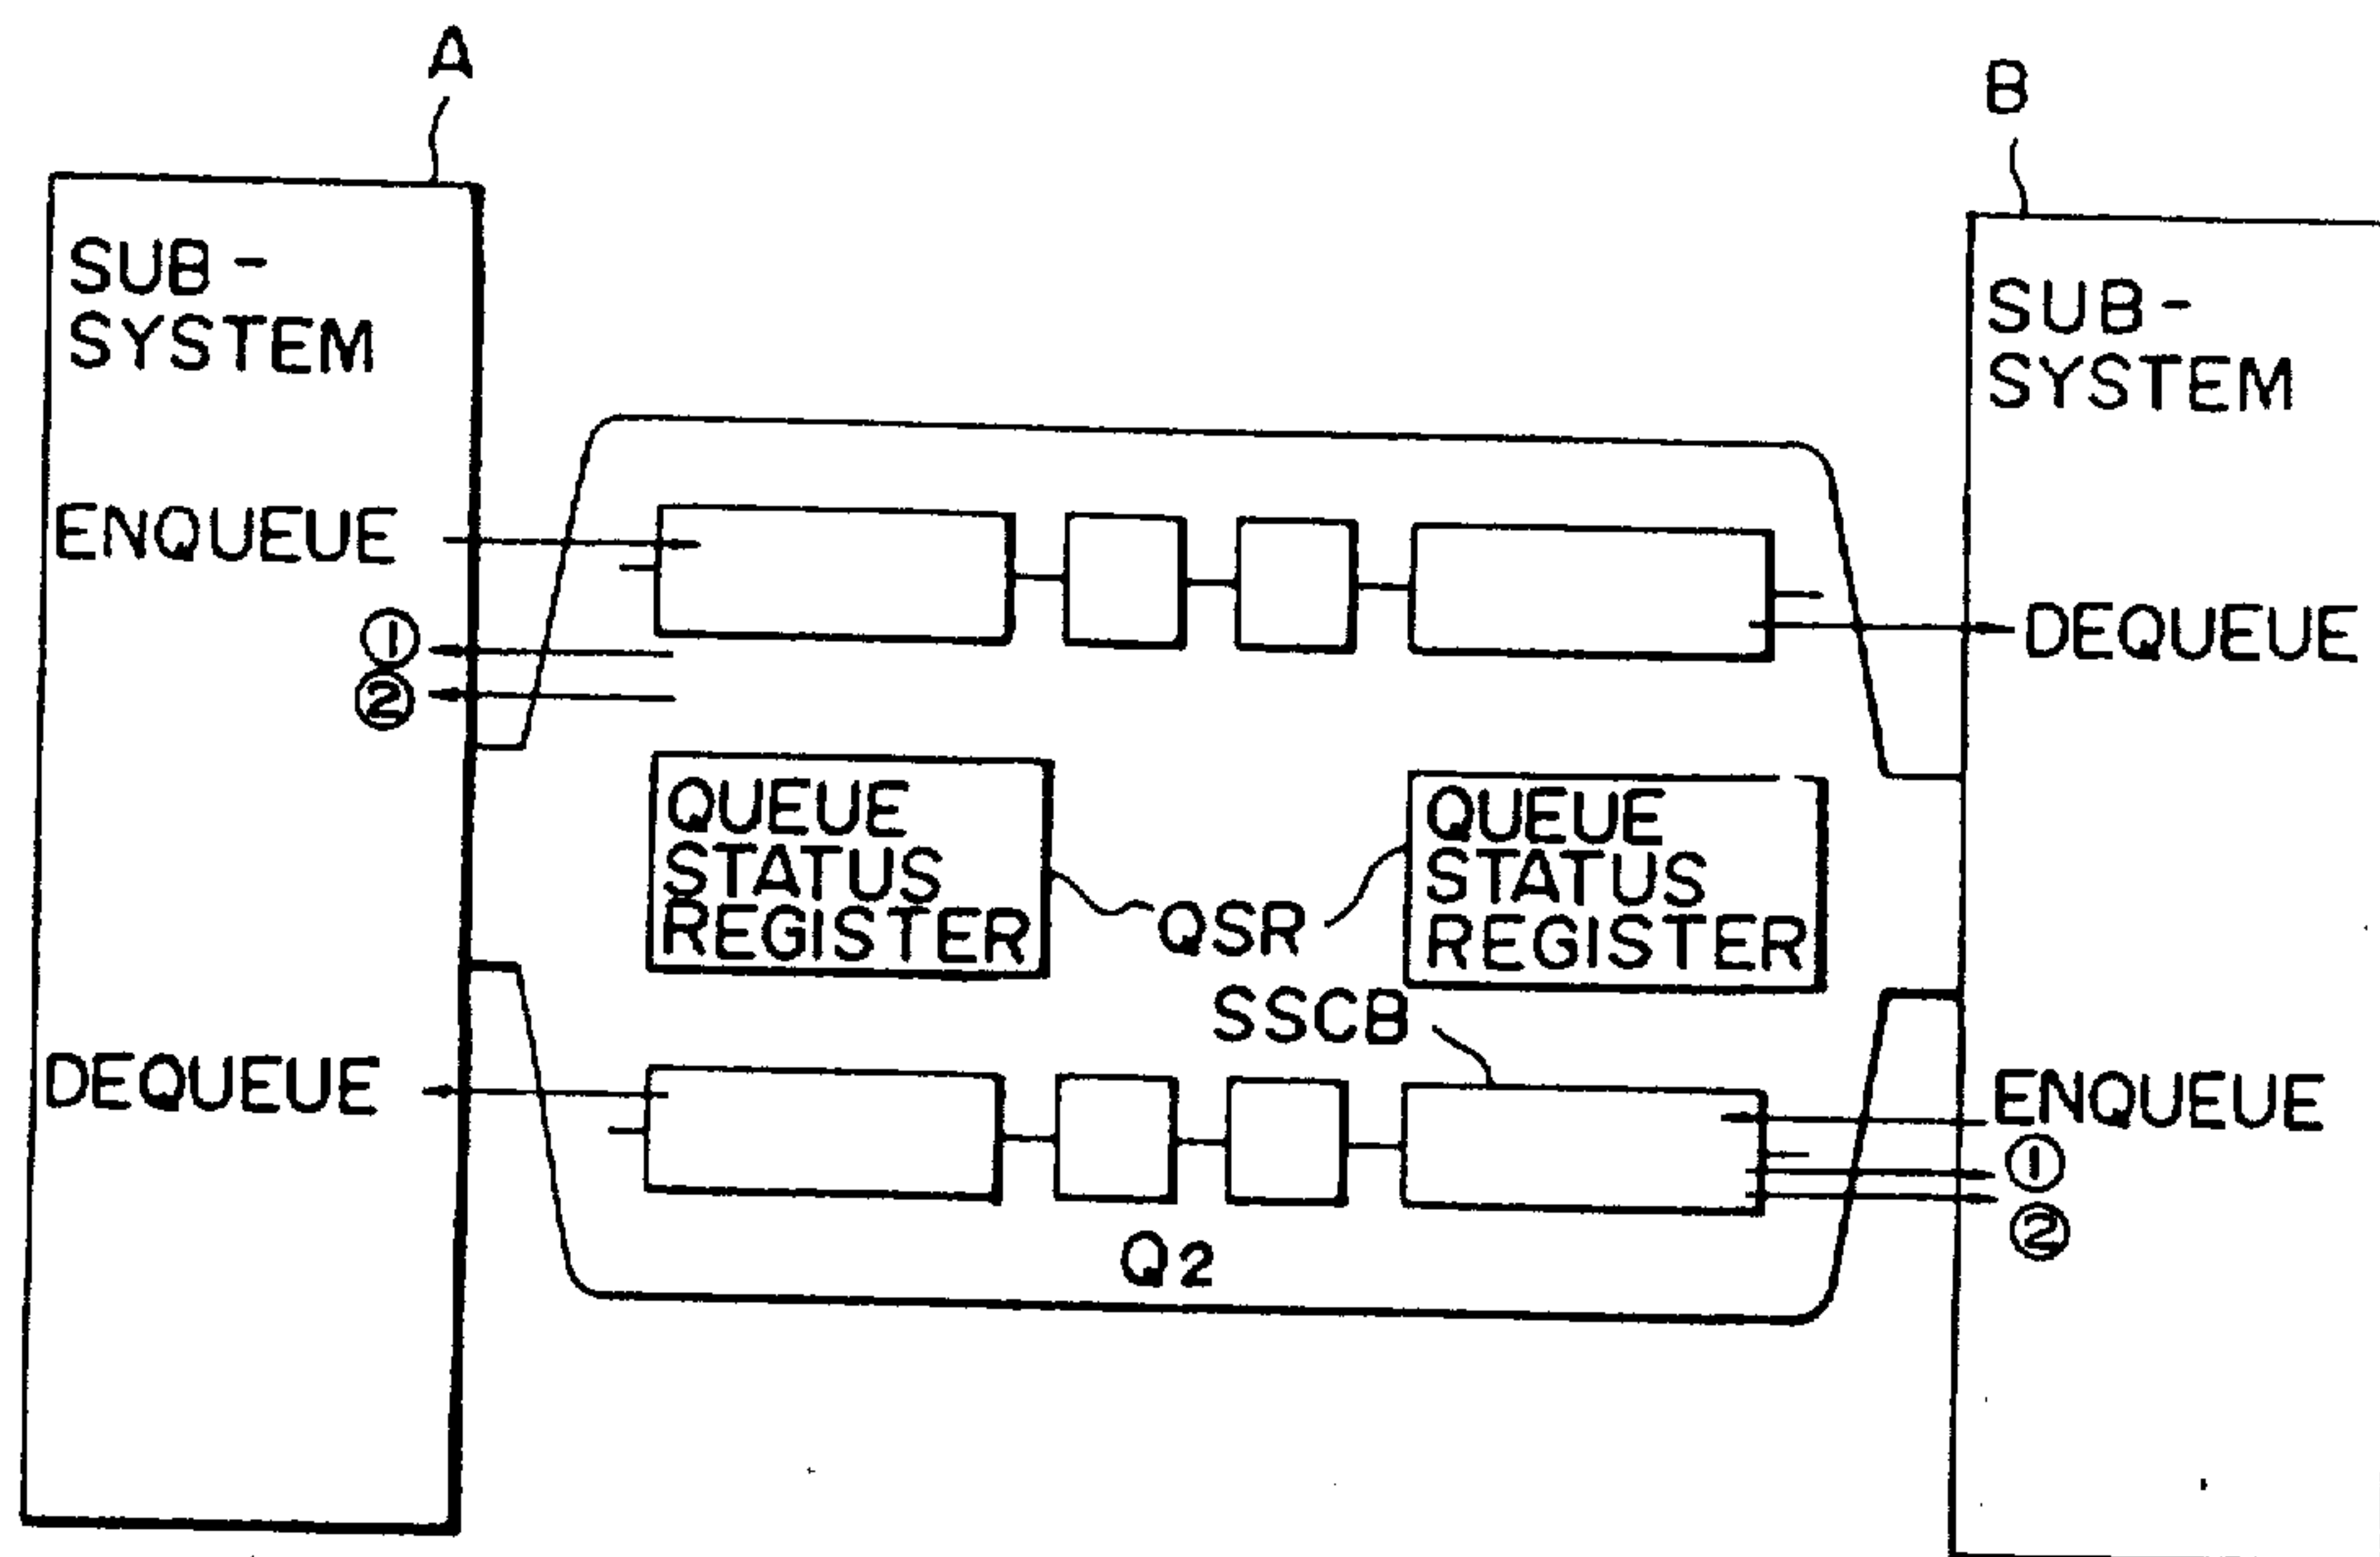 A
B
SUB-
SYSTEM
SUB-
SYSTEM
ENQUEUE
①
②
DEQUEUE
QUEUE
STATUS
REGISTER
QSR
QUEUE
STATUS
REGISTER
SSCB
DEQUEUE
ENQUEUE
①
②
Q2